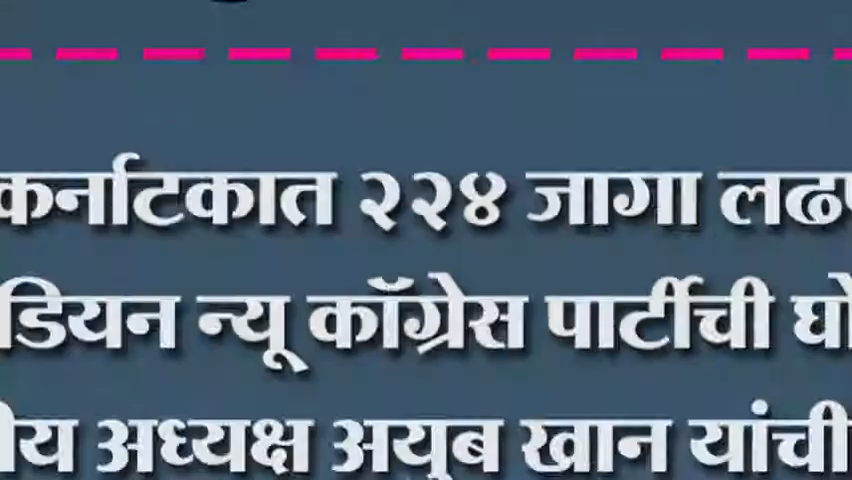 कर्नाटकात २२४ जागा
डियन न्यू काँग्रेस पार्टीची
अध्यक्ष अयुब खान यांची